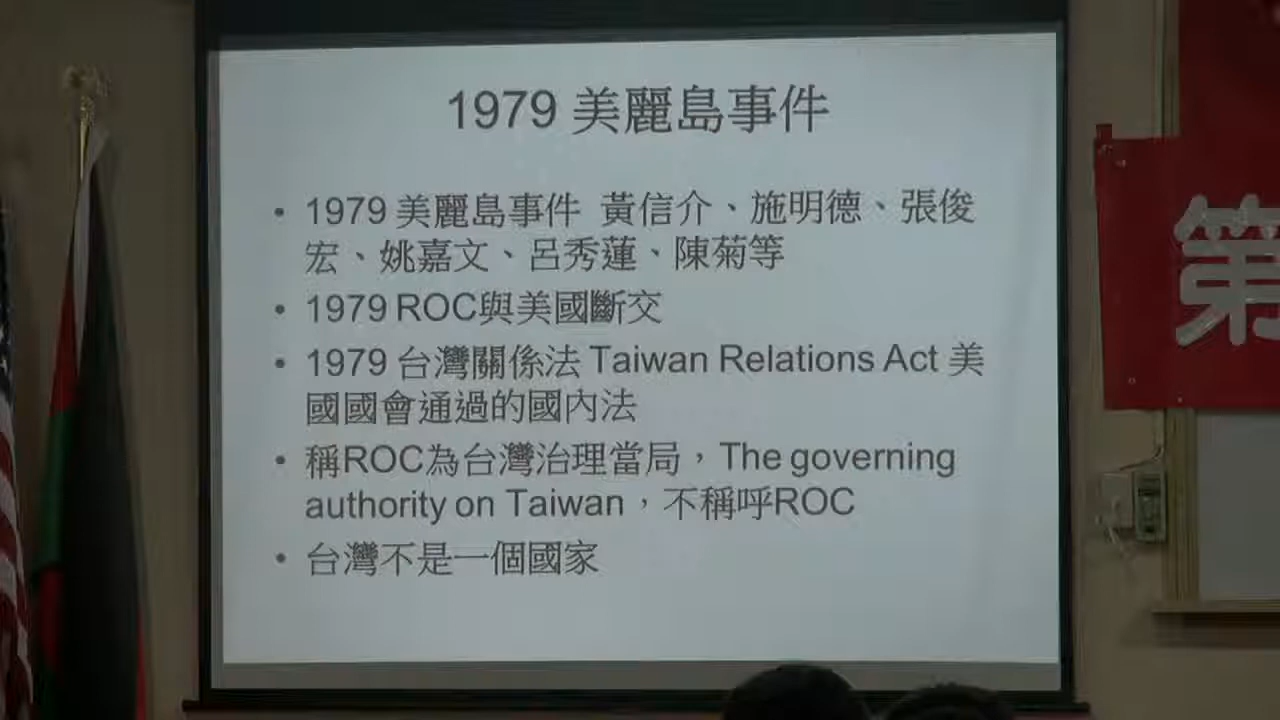 1979 美麗島事件
• 1979 美麗島事件 黃信介、施明德、張俊
宏、姚嘉文、呂秀蓮、陳菊等
• 1979 ROC與美國斷交
• 1979 台灣關係法 Taiwan Relations Act 美
國國會通過的國內法
• 稱ROC為台灣治理當局，The governing
authority on Taiwan，不稱呼ROC
• 台灣不是一個國家
第